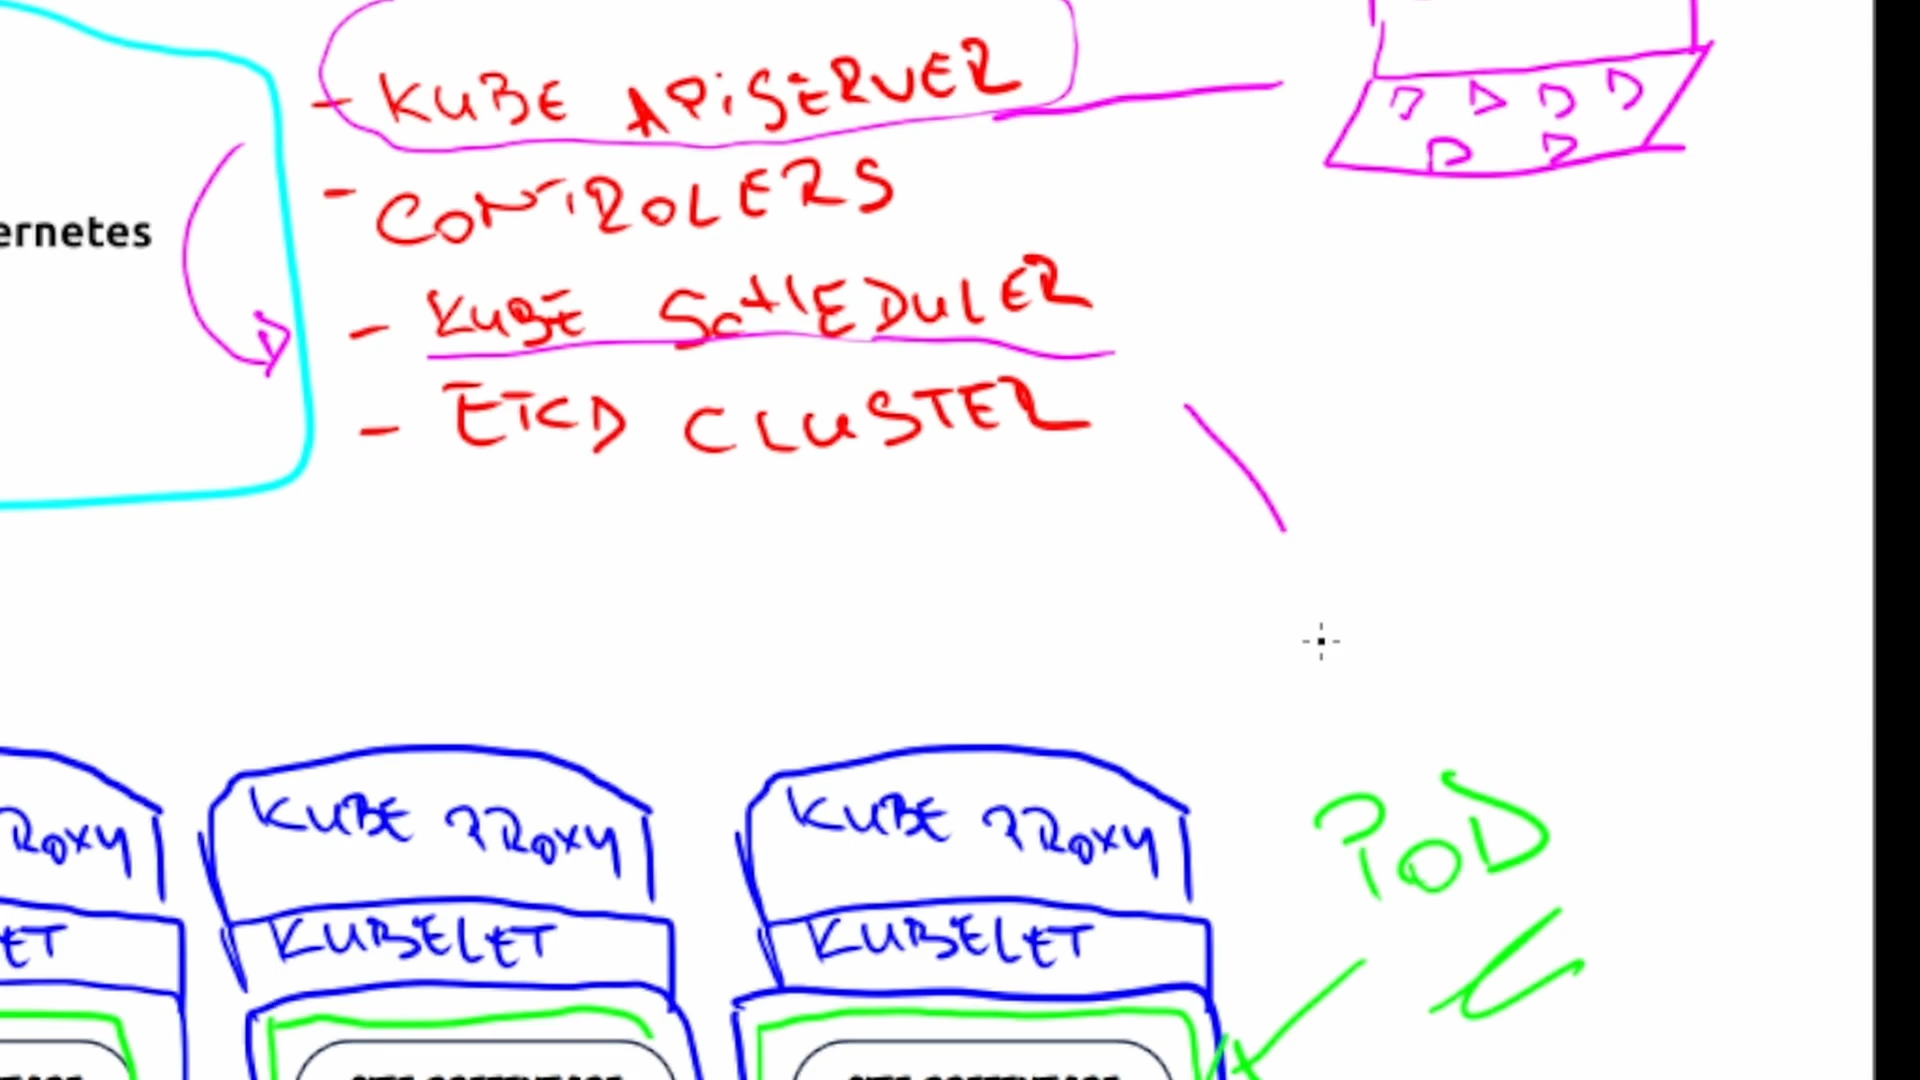 - KUBE APiSERVER
- CONTROLERS
ernetes
- KUBE SCHEDULER
- ETCD CLUSTER
ROXY KUBE PROXY KUBE PROXY POD
ET KUBELET KUBELET